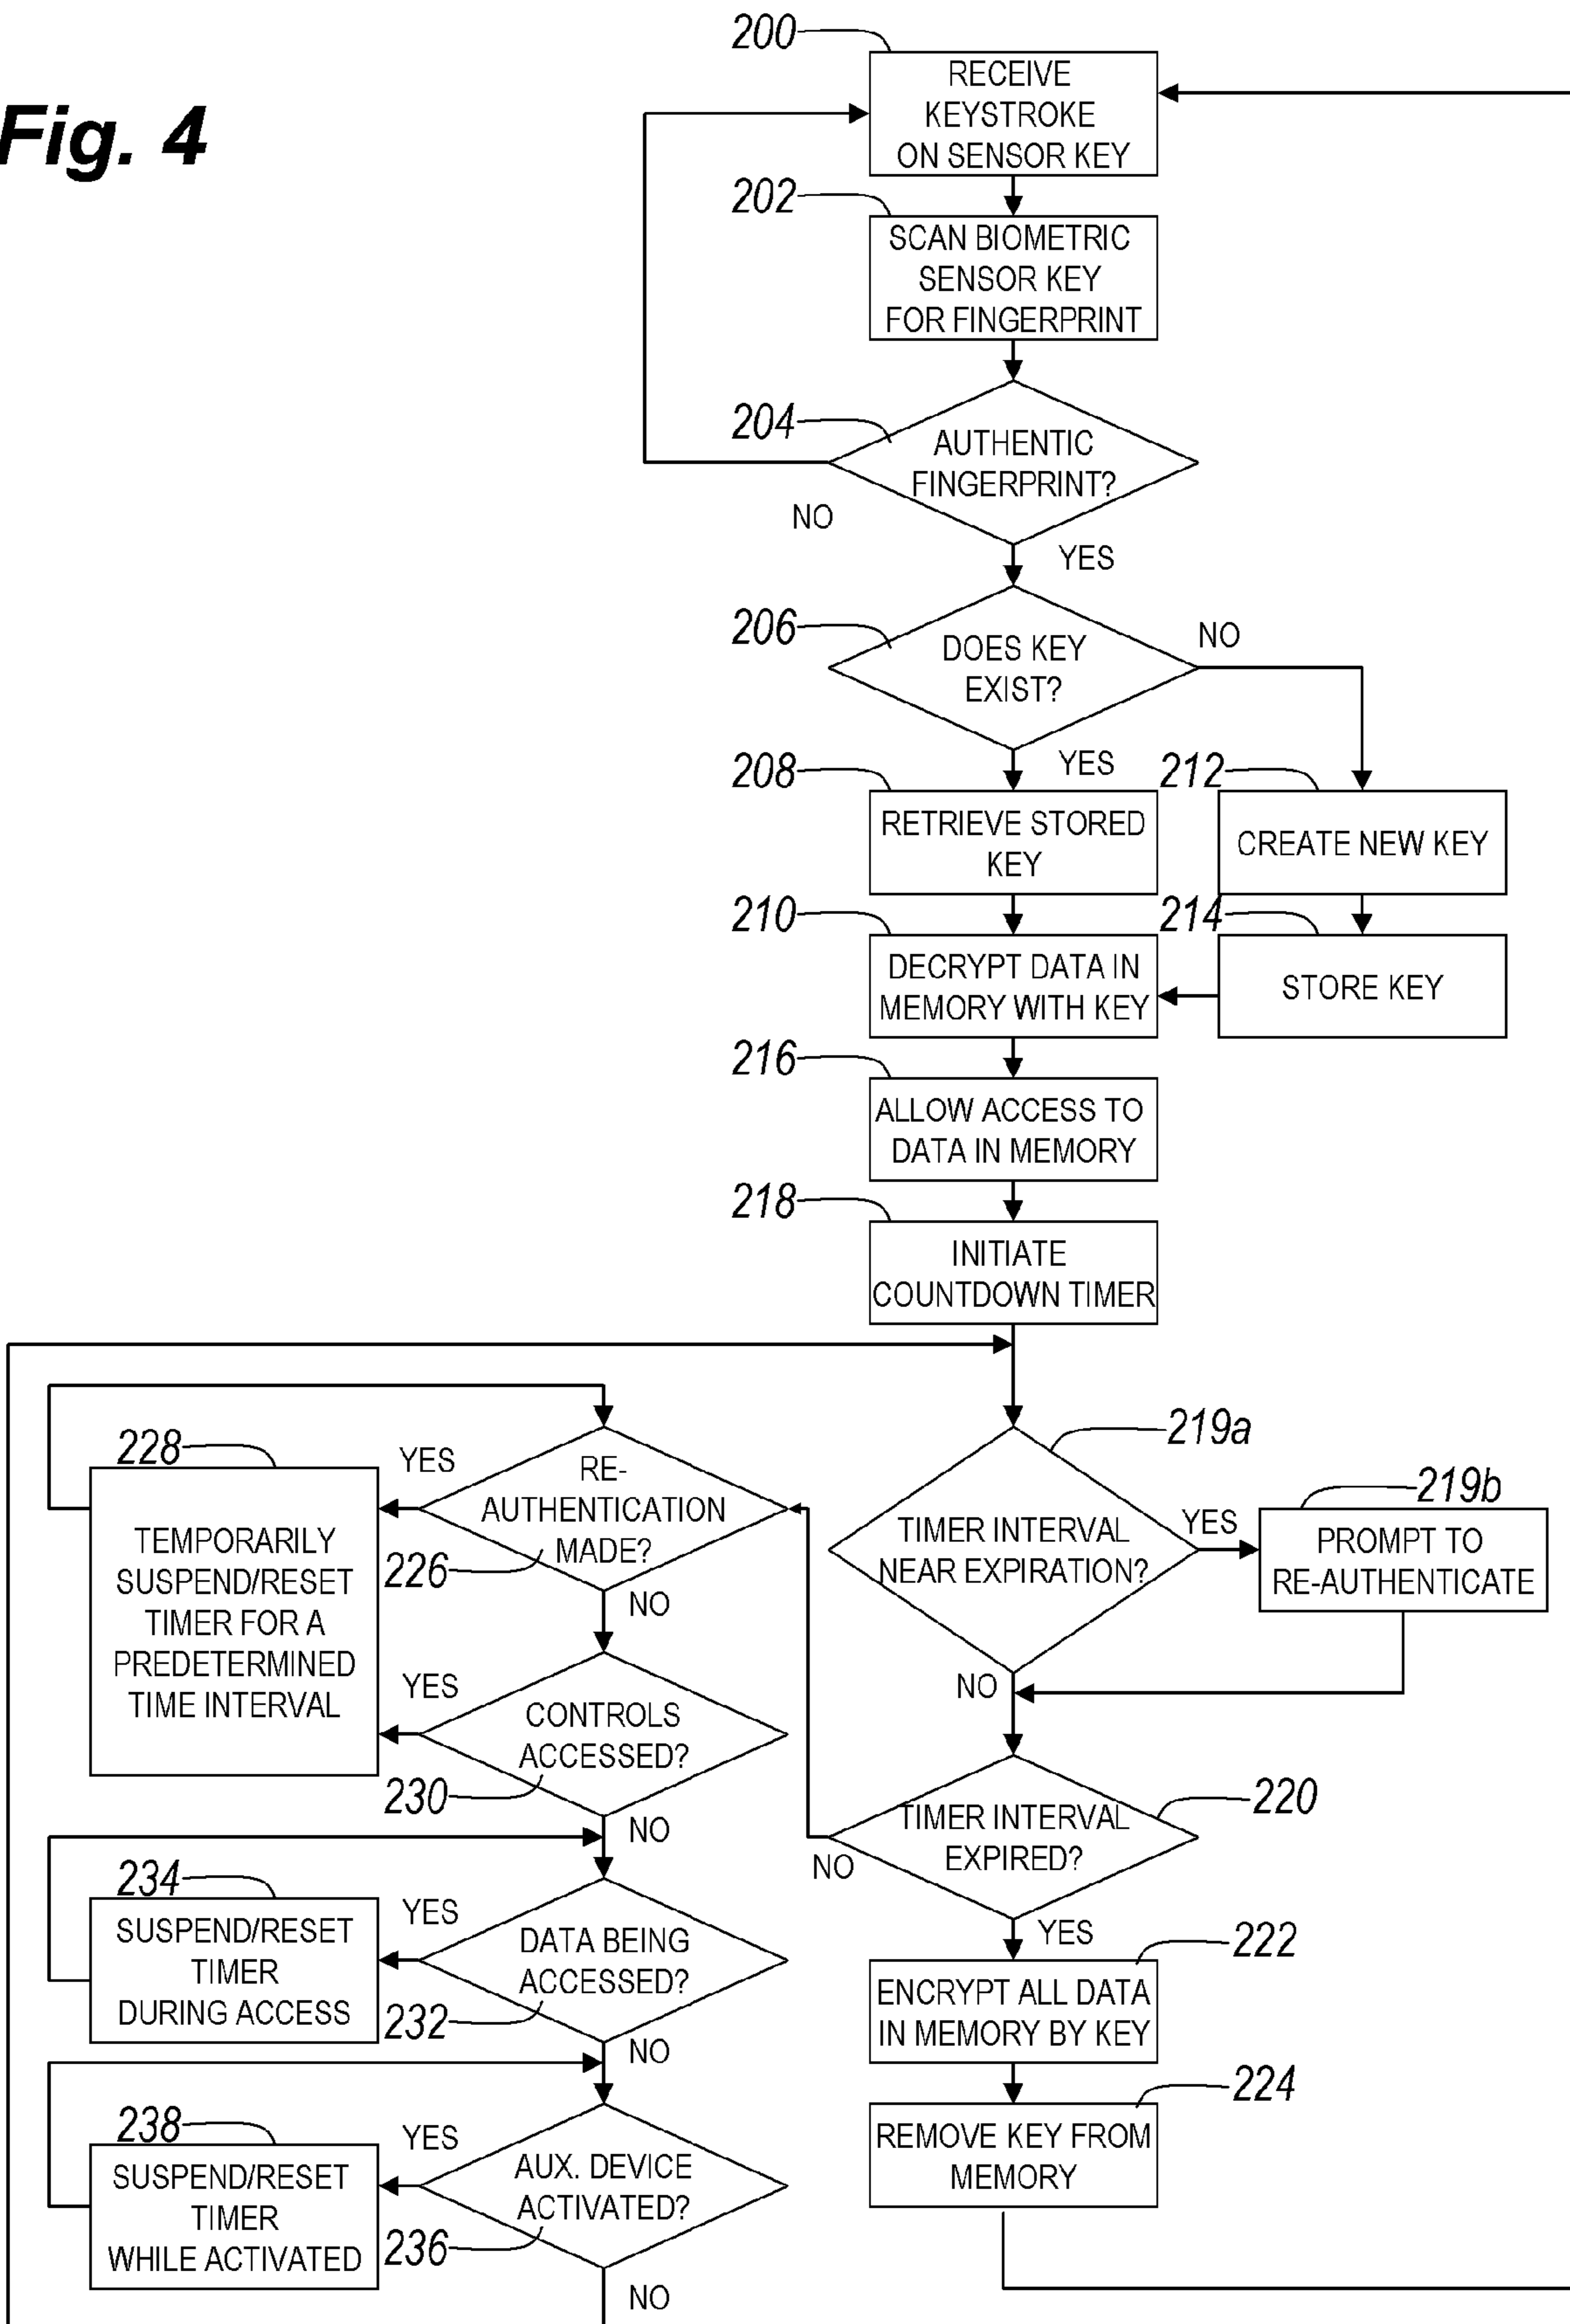 Fig. 4
200
RECEIVE
KEYSTROKE
ON SENSOR KEY
202
SCAN BIOMETRIC
SENSOR KEY
FOR FINGERPRINT
204
AUTHENTIC
FINGERPRINT?
NO
YES
206
DOES KEY
EXIST?
NO
YES
208
RETRIEVE STORED
KEY
212
CREATE NEW KEY
210
DECRYPT DATA IN
MEMORY WITH KEY
214
STORE KEY
216
ALLOW ACCESS TO
DATA IN MEMORY
218
INITIATE
COUNTDOWN TIMER
219a
TIMER INTERVAL
NEAR EXPIRATION?
YES
219b
PROMPT TO
RE-AUTHENTICATE
NO
220
TIMER INTERVAL
EXPIRED?
NO
YES
222
ENCRYPT ALL DATA
IN MEMORY BY KEY
224
REMOVE KEY FROM
MEMORY
226
RE-
AUTHENTICATION
MADE?
YES
NO
228
TEMPORARILY
SUSPEND/RESET
TIMER FOR A
PREDETERMINED
TIME INTERVAL
230
CONTROLS
ACCESSED?
YES
NO
232
DATA BEING
ACCESSED?
YES
NO
234
SUSPEND/RESET
TIMER
DURING ACCESS
236
AUX. DEVICE
ACTIVATED?
YES
NO
238
SUSPEND/RESET
TIMER
WHILE ACTIVATED